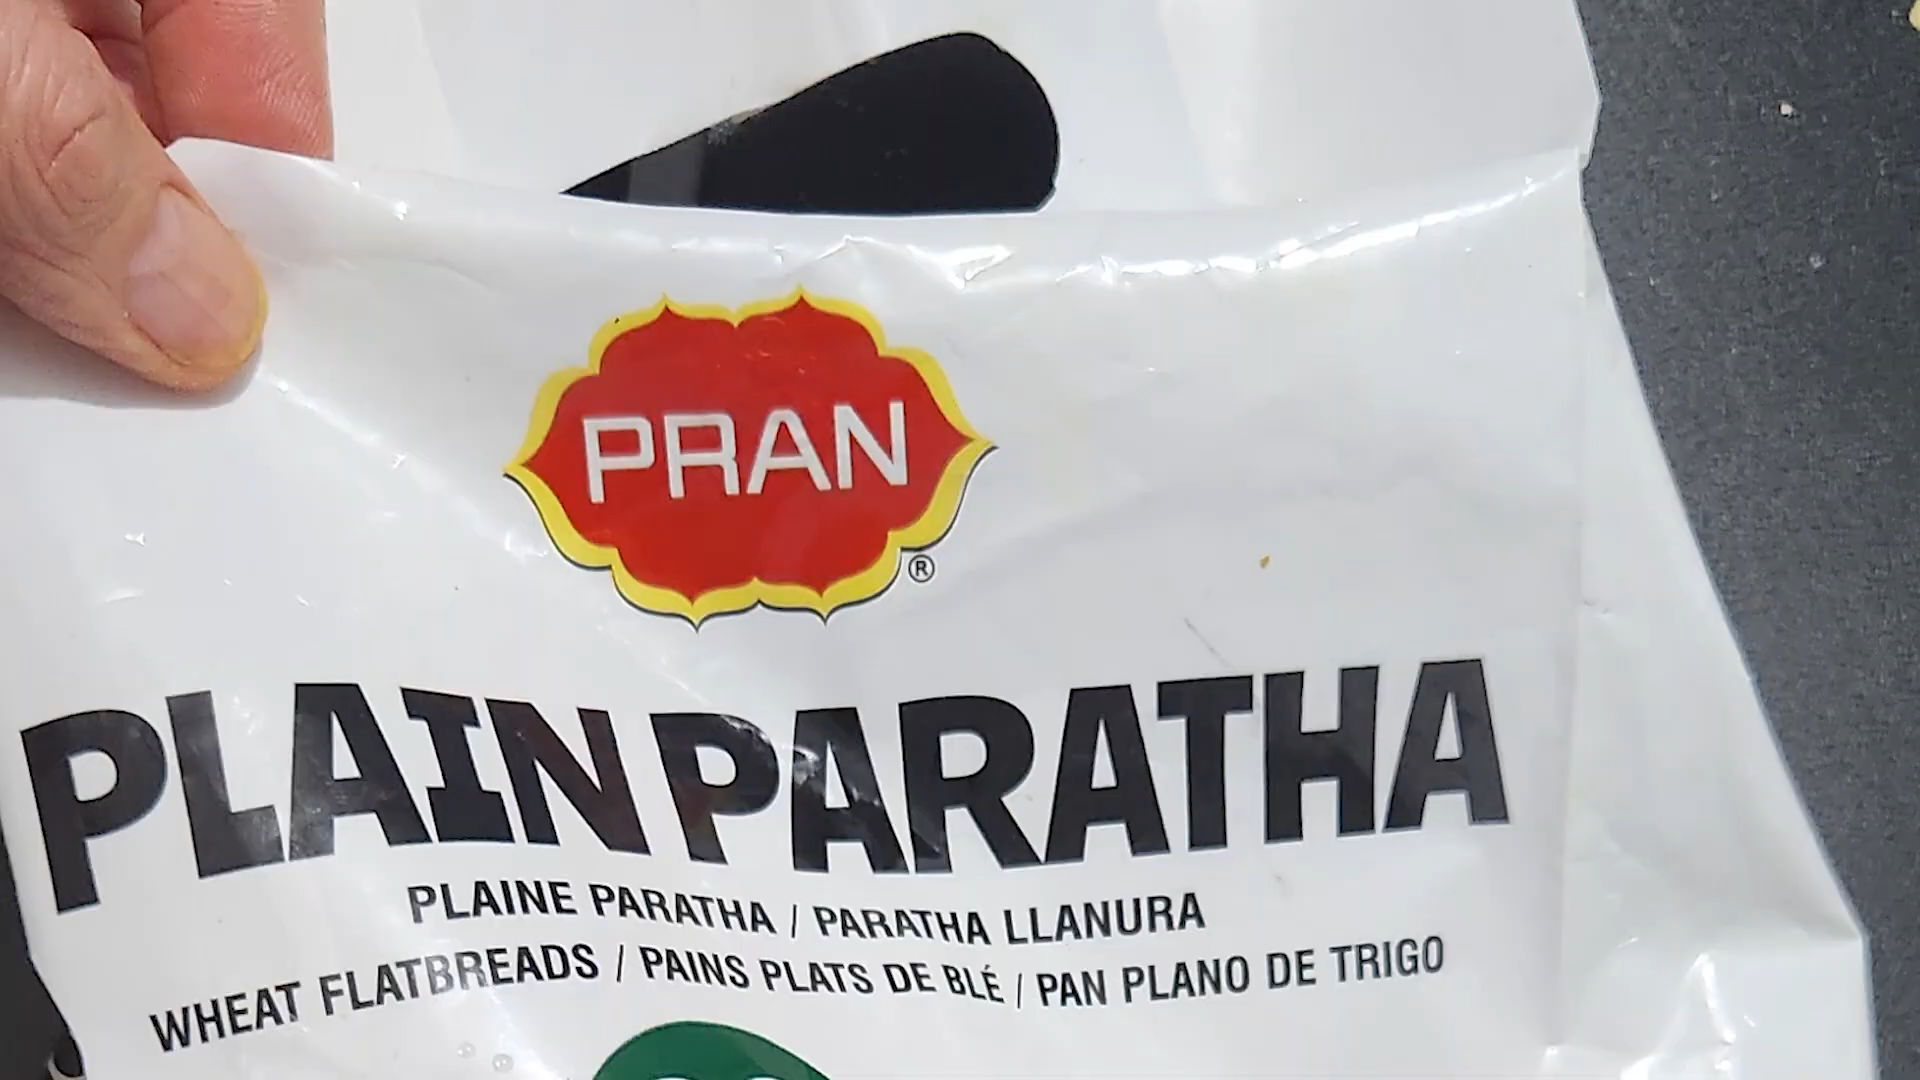 PRAN
®
PLAIN PARATHA
PLAINE PARATHA / PARATHA LLANURA
WHEAT FLATBREADS / PAINS PLATS DE BLÉ / PAN PLANO DE TRIGO